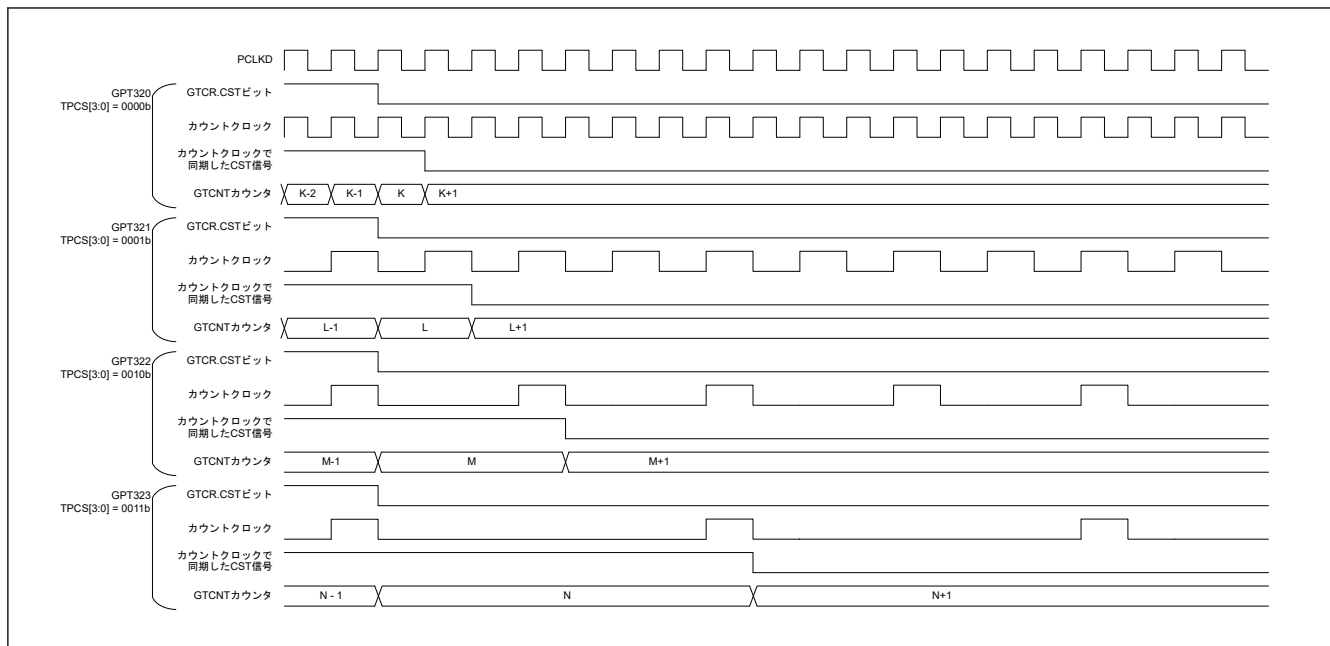 PCLKD
GPT320
TPCS[3:0] = 0000b
GTCR.CSTビット
カウントクロック
カウントクロックで
同期したCST信号
GTCNTカウンタ
K-2
K-1
K
K+1
GPT321
TPCS[3:0] = 0001b
GTCR.CSTビット
カウントクロック
カウントクロックで
同期したCST信号
GTCNTカウンタ
L-1
L
L+1
GPT322
TPCS[3:0] = 0010b
GTCR.CSTビット
カウントクロック
カウントクロックで
同期したCST信号
GTCNTカウンタ
M-1
M
M+1
GPT323
TPCS[3:0] = 0011b
GTCR.CSTビット
カウントクロック
カウントクロックで
同期したCST信号
GTCNTカウンタ
N - 1
N
N+1